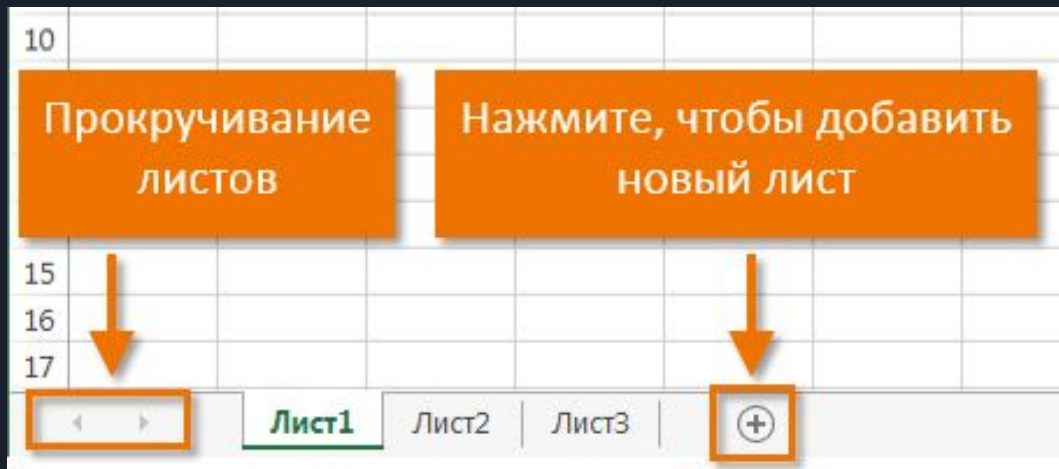 10
Прокручивание
листов
Нажмите, чтобы добавить
новый лист
15
16
17
Лист1 Лист2 Лист3